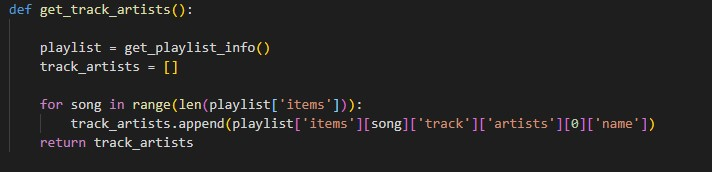 def get_track_artists():
playlist = get_playlist_info()
track_artists = []
for song in range(len(playlist['items'])):
track_artists.append(playlist['items'][song]['track']['artists'][0]['name'])
return track_artists